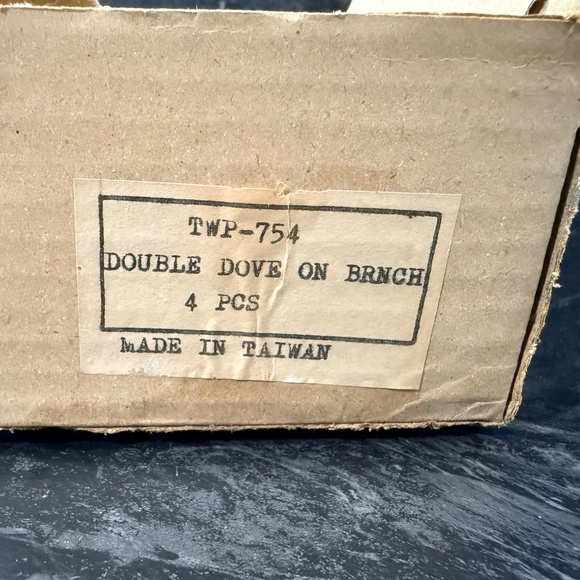 TWP-754
DOUBLE DOVE ON BRNCH
4 PCS
MADE IN TAIWAN